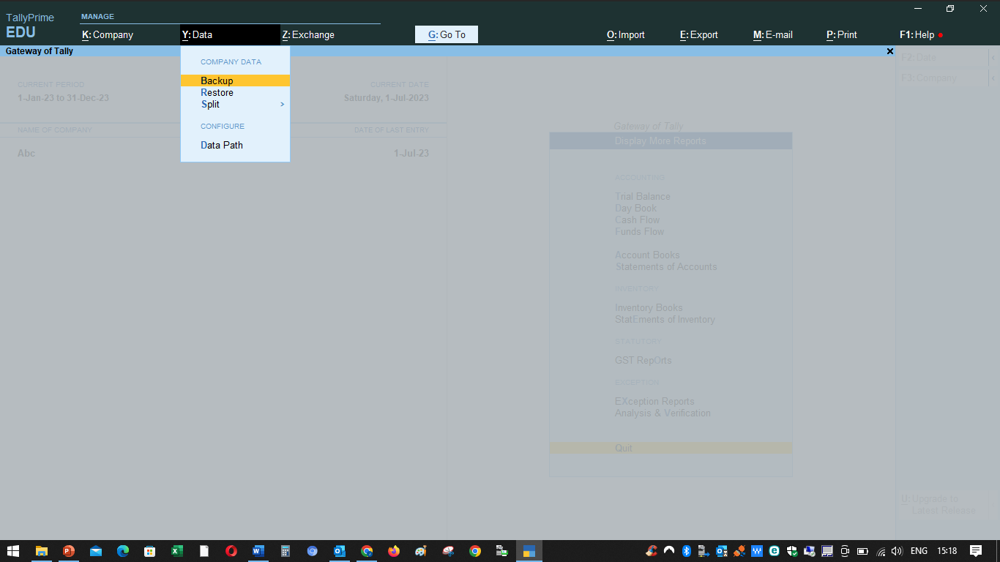 TallyPrime
EDU
MANAGE
K: Company
Y: Data
Z: Exchange
G: Go To
O: Import
E: Export
M: E-mail
P: Print
F1: Help
Gateway of Tally
COMPANY DATA
Backup
Restore
Split
CONFIGURE
Data Path
CURRENT PERIOD
1-Jan-23 to 31-Dec-23
CURRENT DATE
Saturday, 1-Jul-2023
NAME OF COMPANY
DATE OF LAST ENTRY
Abc
1-Jul-23
Gateway of Tally
Display More Reports
ACCOUNTING
Trial Balance
Day Book
Cash Flow
Funds Flow
Account Books
Statements of Accounts
INVENTORY
Inventory Books
StatEments of Inventory
STATUTORY
GST RepOrts
EXCEPTION
EXception Reports
Analysis & Verification
Quit
F2: Date
F3: Company
U: Upgrade to
Latest Release
ENG
15:18